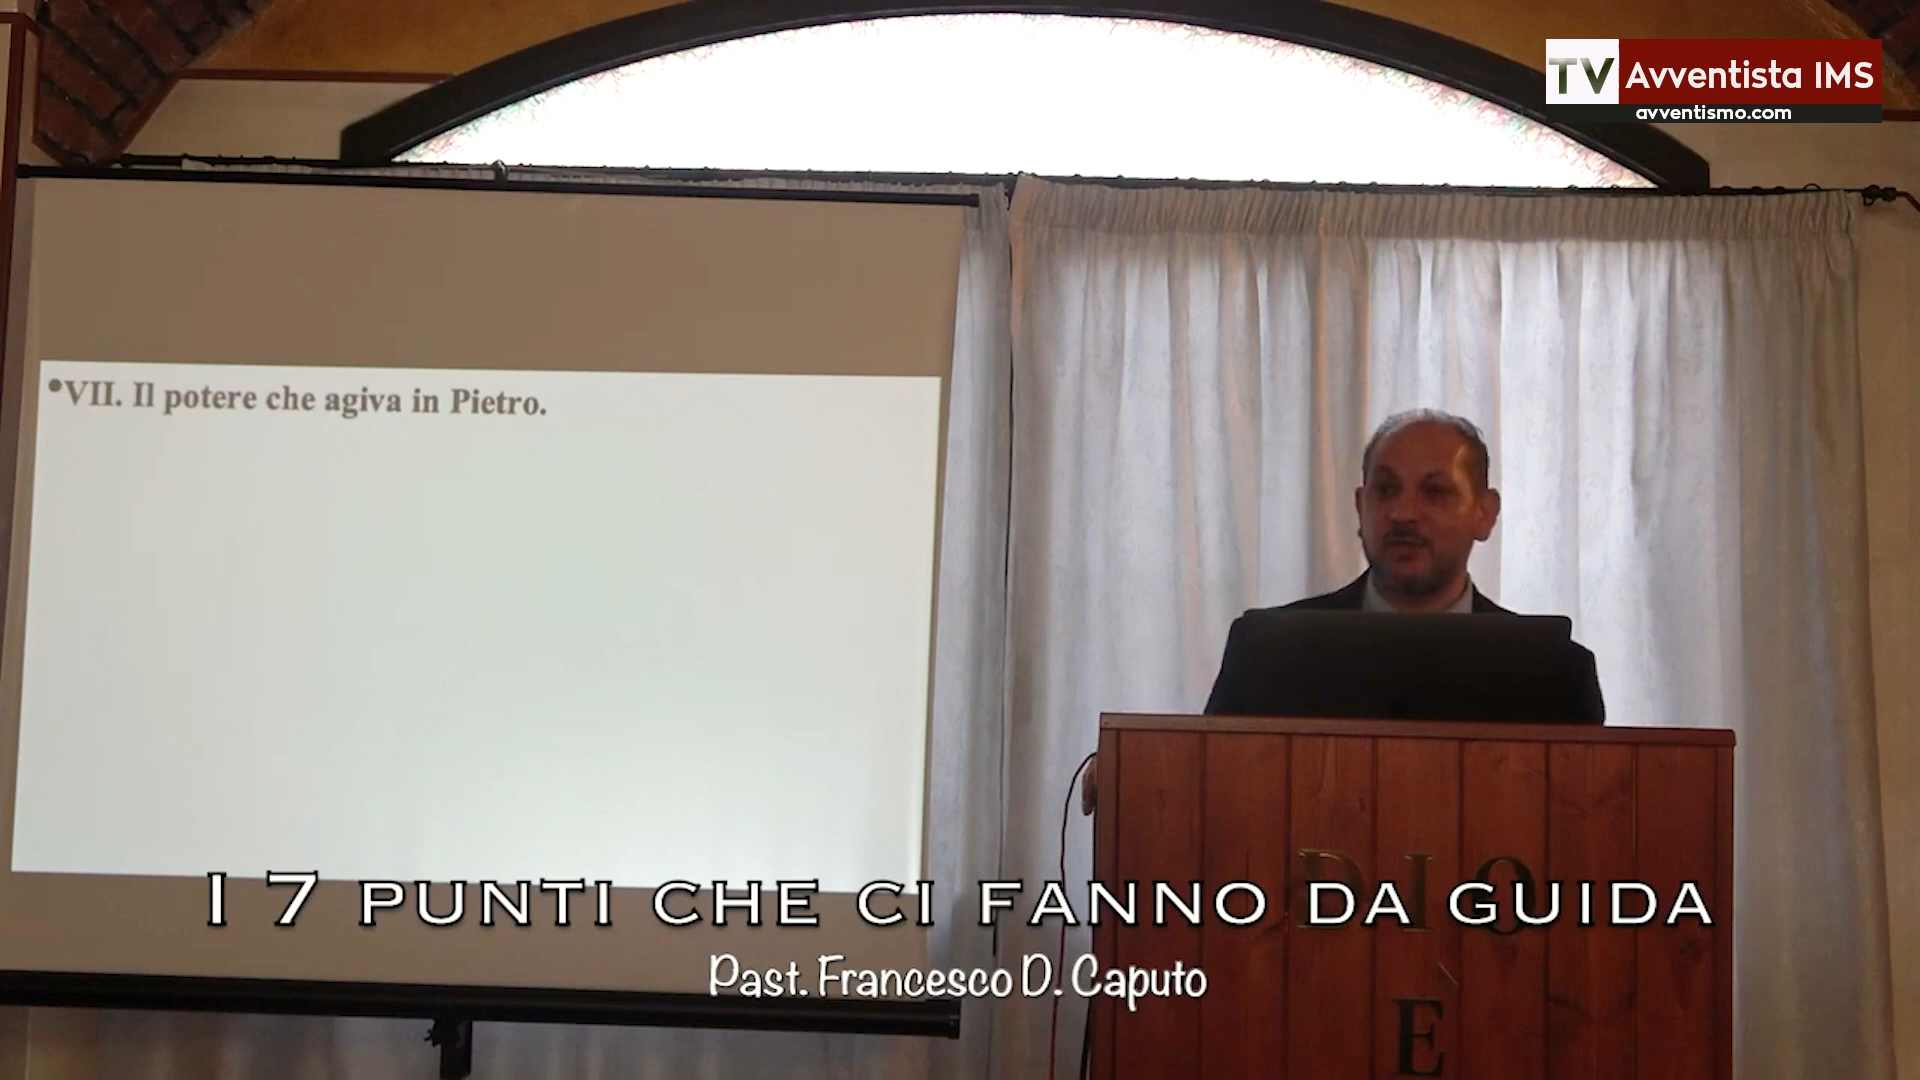 TV Avventista IMS
avventismo.com
•VII. Il potere che agiva in Pietro.
I 7 PUNTI CHE CI FANNO DA GUIDA
Past. Francesco D. Caputo
DIO
È